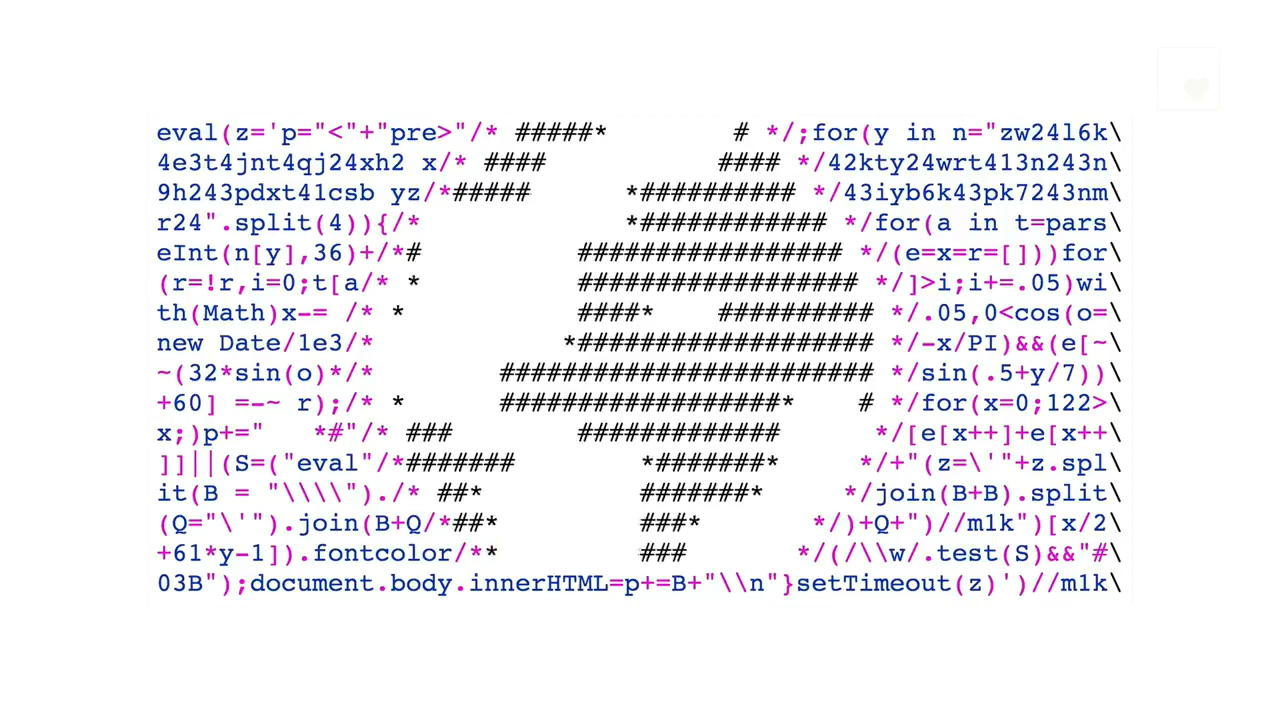 eval(z='p="<"+"pre>"/* #####*        # */;for(y in n="zw24l6k\
4e3t4jnt4qj24xh2 x/* ####           #### */42kty24wrt413n243n\
9h243pdxt41csb yz/*#####      *########## */43iyb6k43pk7243nm\
r24".split(4)){/*             *############ */for(a in t=pars\
eInt(n[y],36)+/*#          ################# */(e=x=r=[]))for\
(r=!r,i=0;t[a/* *          ################## */]>i;i+=.05)wi\
th(Math)x-= /* *           ####*    ########## */.05,0<cos(o=\
new Date/1e3/*            *################### */-x/PI)&&(e[~\
~(32*sin(o)*/*        ######################## */sin(.5+y/7))\
+60] =-~ r);/* *      ##################*    # */for(x=0;122>\
x;)p+="   *#"/* ###        #############      */[e[x++]+e[x++\
]]||(S=("eval"/*#######        *#######*     */+"(z=\'"+z.spl\
it(B = "\\\\")./* ##*          #######*     */join(B+B).split\
(Q="\'").join(B+Q/*##*         ###*       */)+Q+")//m1k")[x/2\
+61*y-1]).fontcolor/**         ###       */(/\\w/.test(S)&&"#\
03B");document.body.innerHTML=p+=B+"\\n"}setTimeout(z)')//m1k\